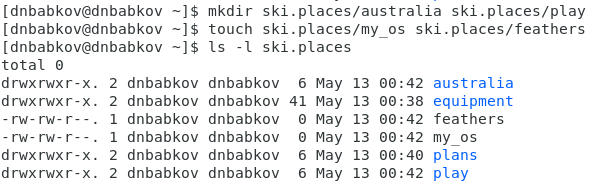 [dnbabkov@dnbabkov ~]$ mkdir ski.places/australia ski.places/play
[dnbabkov@dnbabkov ~]$ touch ski.places/my_os ski.places/feathers
[dnbabkov@dnbabkov ~]$ ls -l ski.places
total 0
drwxrwxr-x. 2 dnbabkov dnbabkov  6 May 13 00:42 australia
drwxrwxr-x. 2 dnbabkov dnbabkov 41 May 13 00:38 equipment
-rw-rw-r--. 1 dnbabkov dnbabkov  0 May 13 00:42 feathers
-rw-rw-r--. 1 dnbabkov dnbabkov  0 May 13 00:42 my_os
drwxrwxr-x. 2 dnbabkov dnbabkov  6 May 13 00:40 plans
drwxrwxr-x. 2 dnbabkov dnbabkov  6 May 13 00:42 play